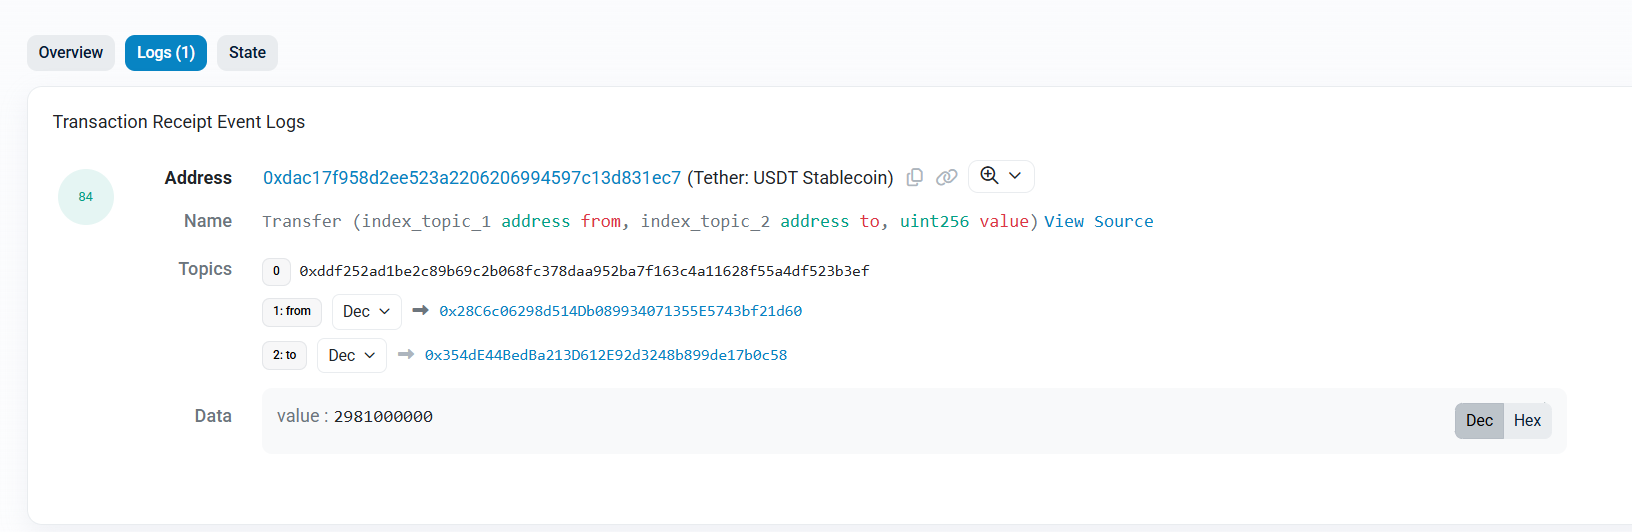 Overview Logs (1) State
Transaction Receipt Event Logs
84
Address 0xdac17f958d2ee523a2206206994597c13d831ec7 (Tether: USDT Stablecoin)
Name Transfer (index_topic_1 address from, index_topic_2 address to, uint256 value) View Source
Topics 0 0xddf252ad1be2c89b69c2b068fc378daa952ba7f163c4a11628f55a4df523b3ef
1: from Dec 0x28C6c06298d514Db089934071355E5743bf21d60
2: to Dec 0x354dE44BedBa213D612E92d3248b899de17b0c58
Data value : 2981000000 Dec Hex